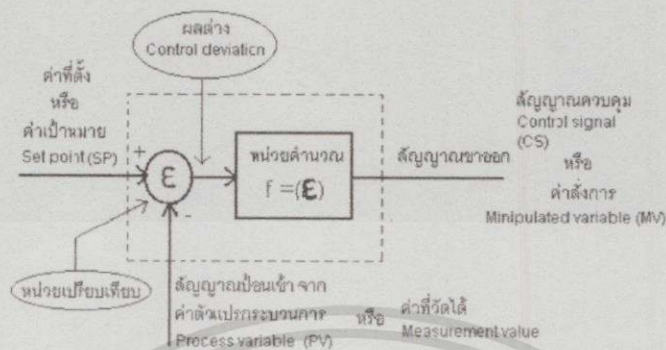 ผลต่าง
Control deviation
ค่าที่ตั้ง
หรือ
ค่าเป้าหมาย
Set point (SP)
+
ε
-
หน่วยคำนวณ
f =(ε)
สัญญาณขาออก
สัญญาณควบคุม
Control signal
(CS)
หรือ
ค่าสั่งการ
Minipulated variable (MV)
หน่วยเปรียบเทียบ
สัญญาณป้อนเข้า จาก
ค่าตัวแปรกระบวนการ
Process variable (PV)
หรือ
ค่าที่วัดได้
Measurement value